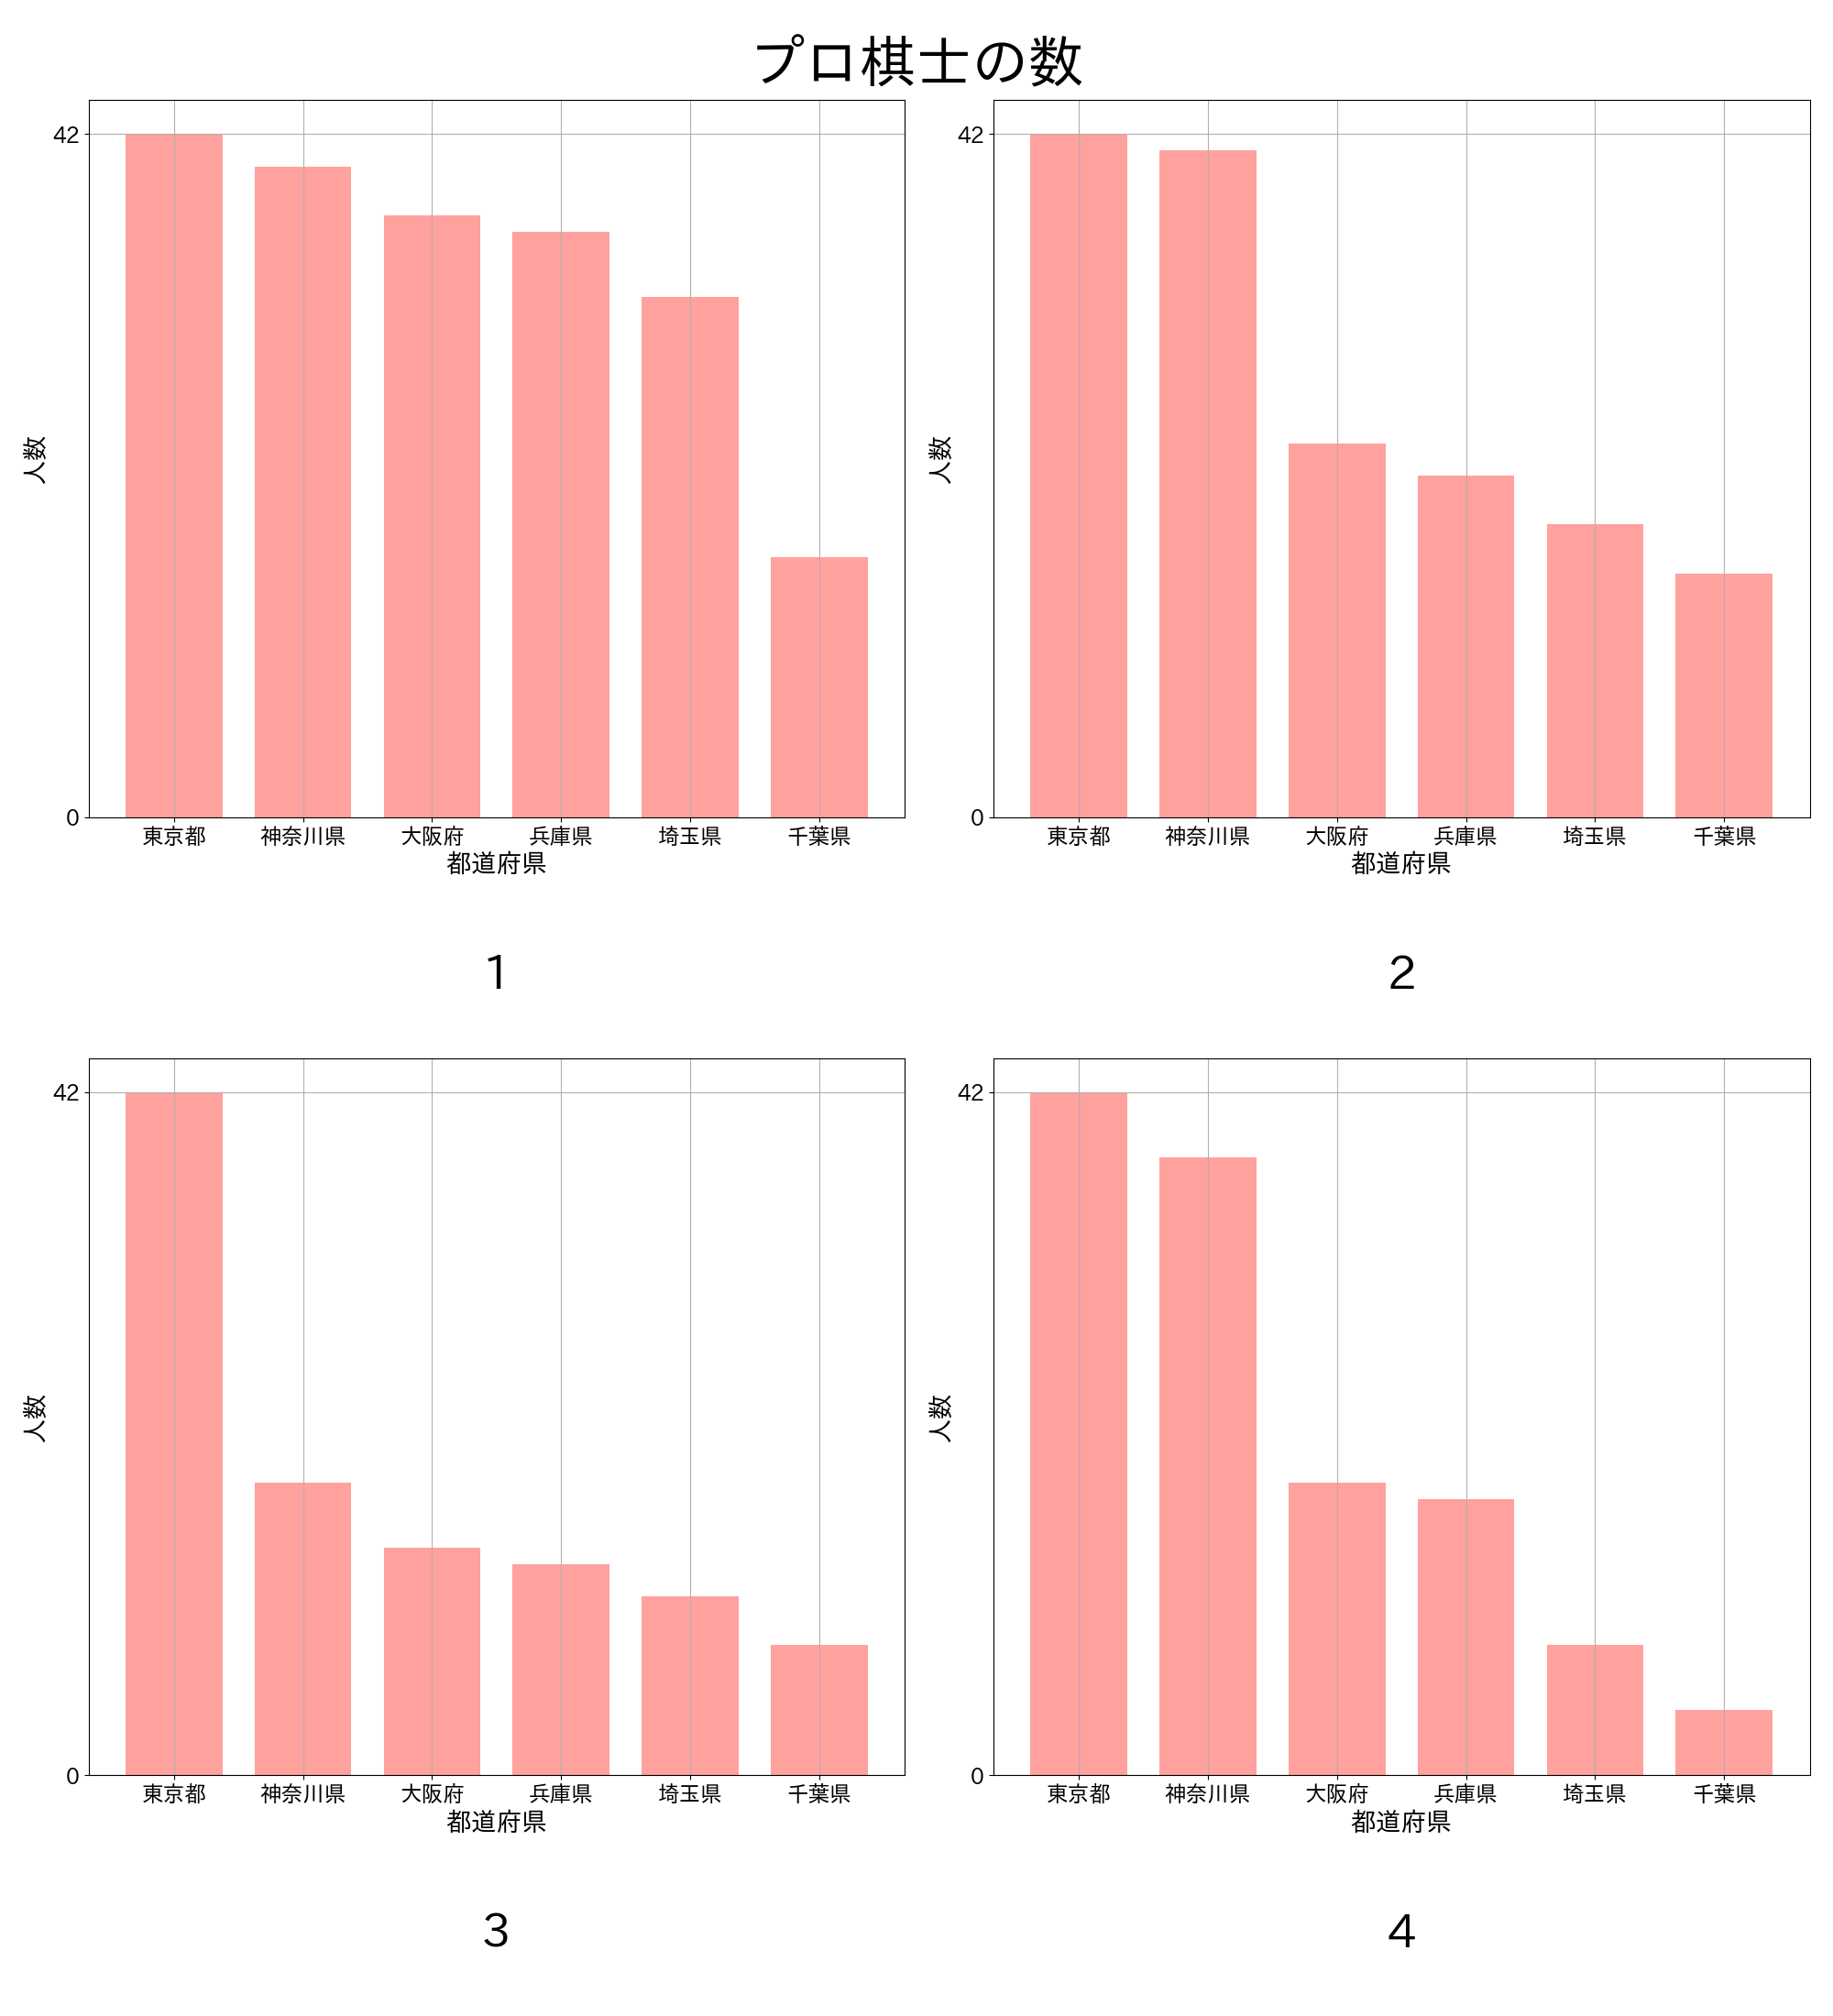 プロ棋士の数
42
0
人数
東京都 神奈川県 大阪府 兵庫県 埼玉県 千葉県
都道府県
1
42
0
人数
東京都 神奈川県 大阪府 兵庫県 埼玉県 千葉県
都道府県
2
42
0
人数
東京都 神奈川県 大阪府 兵庫県 埼玉県 千葉県
都道府県
3
42
0
人数
東京都 神奈川県 大阪府 兵庫県 埼玉県 千葉県
都道府県
4